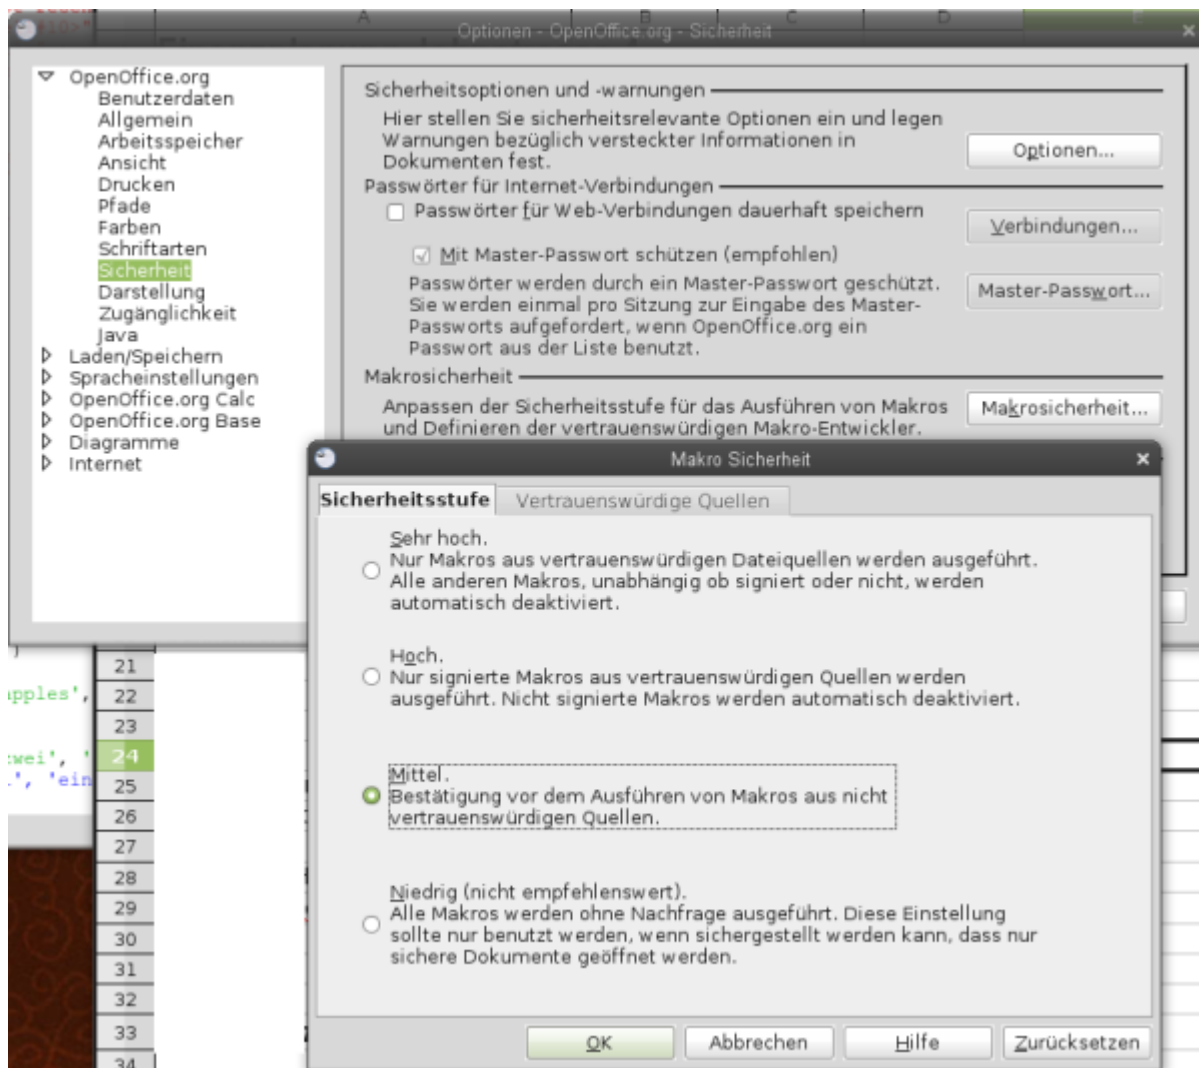 A B C D E
Optionen - OpenOffice.org - Sicherheit
OpenOffice.org
Benutzerdaten
Allgemein
Arbeitsspeicher
Ansicht
Drucken
Pfade
Farben
Schriftarten
Sicherheit
Darstellung
Zugänglichkeit
Java
Laden/Speichern
Spracheinstellungen
OpenOffice.org Calc
OpenOffice.org Base
Diagramme
Internet
Sicherheitsoptionen und -warnungen
Hier stellen Sie sicherheitsrelevante Optionen ein und legen
Warnungen bezüglich versteckter Informationen in
Dokumenten fest.
Optionen...
Passwörter für Internet-Verbindungen
Passwörter für Web-Verbindungen dauerhaft speichern
Verbindungen...
Mit Master-Passwort schützen (empfohlen)
Passwörter werden durch ein Master-Passwort geschützt.
Sie werden einmal pro Sitzung zur Eingabe des Master-
Passworts aufgefordert, wenn OpenOffice.org ein
Passwort aus der Liste benutzt.
Master-Passwort...
Makrosicherheit
Anpassen der Sicherheitsstufe für das Ausführen von Makros
und Definieren der vertrauenswürdigen Makro-Entwickler.
Makrosicherheit...
Makro Sicherheit
Sicherheitsstufe
Vertrauenswürdige Quellen
Sehr hoch.
Nur Makros aus vertrauenswürdigen Dateiquellen werden ausgeführt.
Alle anderen Makros, unabhängig ob signiert oder nicht, werden
automatisch deaktiviert.
Hoch.
Nur signierte Makros aus vertrauenswürdigen Quellen werden
ausgeführt. Nicht signierte Makros werden automatisch deaktiviert.
Mittel.
Bestätigung vor dem Ausführen von Makros aus nicht
vertrauenswürdigen Quellen.
Niedrig (nicht empfehlenswert).
Alle Makros werden ohne Nachfrage ausgeführt. Diese Einstellung
sollte nur benutzt werden, wenn sichergestellt werden kann, dass nur
sichere Dokumente geöffnet werden.
OK
Abbrechen
Hilfe
Zurücksetzen
apples',
zwei', '
', 'ein
21
22
23
24
25
26
27
28
29
30
31
32
33
34